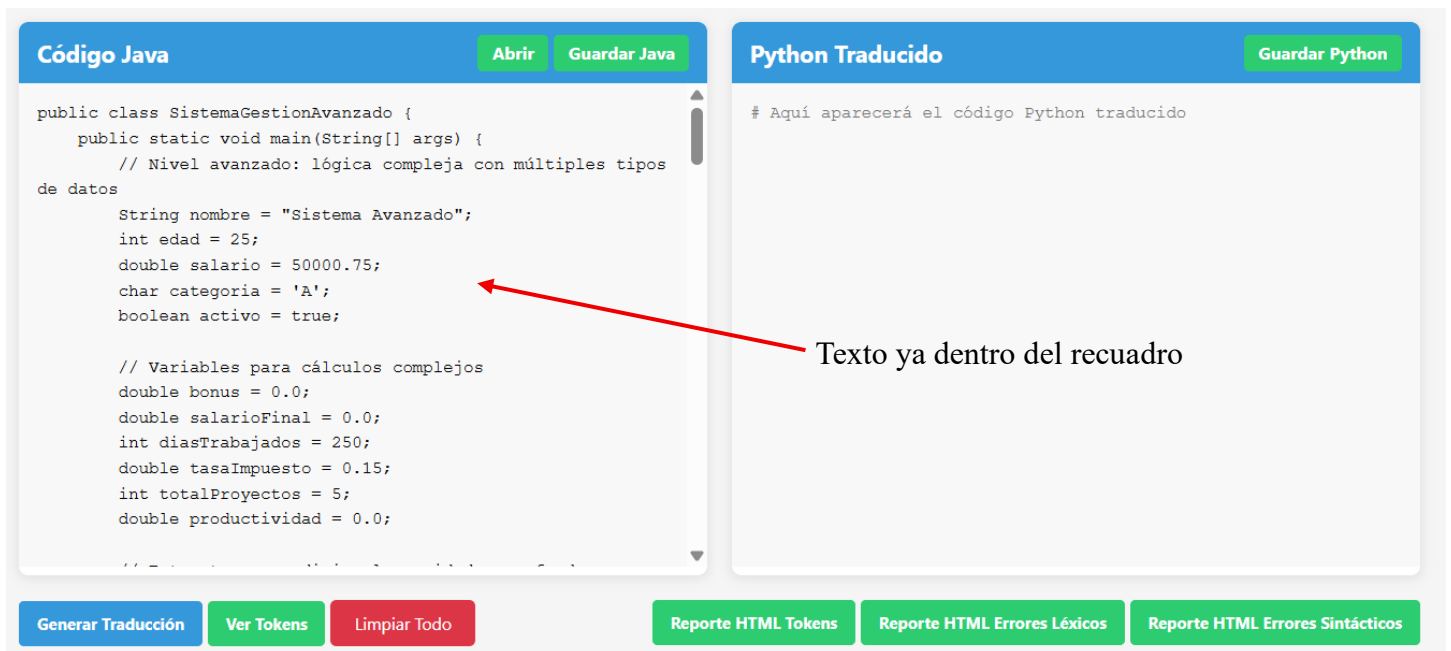 Código Java
Abrir
Guardar Java
public class SistemaGestionAvanzado {
    public static void main(String[] args) {
        // Nivel avanzado: lógica compleja con múltiples tipos
de datos
        String nombre = "Sistema Avanzado";
        int edad = 25;
        double salario = 50000.75;
        char categoria = 'A';
        boolean activo = true;

        // Variables para cálculos complejos
        double bonus = 0.0;
        double salarioFinal = 0.0;
        int diasTrabajados = 250;
        double tasaImpuesto = 0.15;
        int totalProyectos = 5;
        double productividad = 0.0;
Python Traducido
Guardar Python
# Aquí aparecerá el código Python traducido
Texto ya dentro del recuadro
Generar Traducción
Ver Tokens
Limpiar Todo
Reporte HTML Tokens
Reporte HTML Errores Léxicos
Reporte HTML Errores Sintácticos